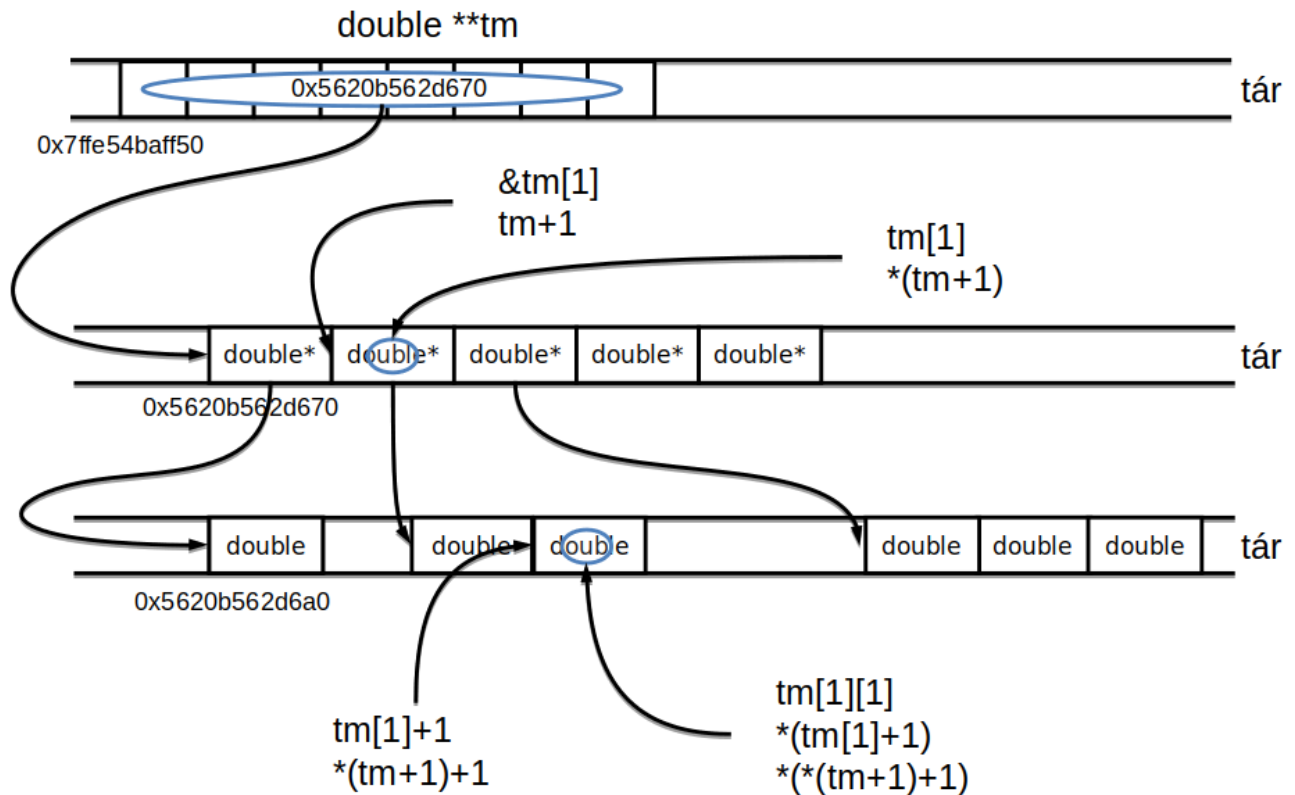 double **tm
0x5620b562d670
tár
0x7ffe54baff50
&tm[1]
tm+1
tm[1]
*(tm+1)
double* double* double* double* double*
tár
0x5620b562d670
double double double double double double
tár
0x5620b562d6a0
tm[1]+1
*(tm+1)+1
tm[1][1]
*(tm[1]+1)
*(*(tm+1)+1)